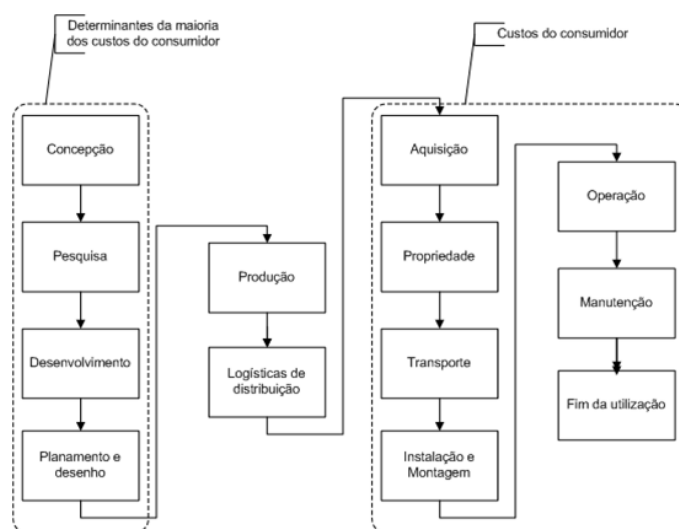 Determinantes da maioria
dos custos do consumidor
Custos do consumidor
Concepção
Pesquisa
Desenvolvimento
Planamento e
desenho
Produção
Logísticas de
distribuição
Aquisição
Propriedade
Transporte
Instalação e
Montagem
Operação
Manutenção
Fim da utilização